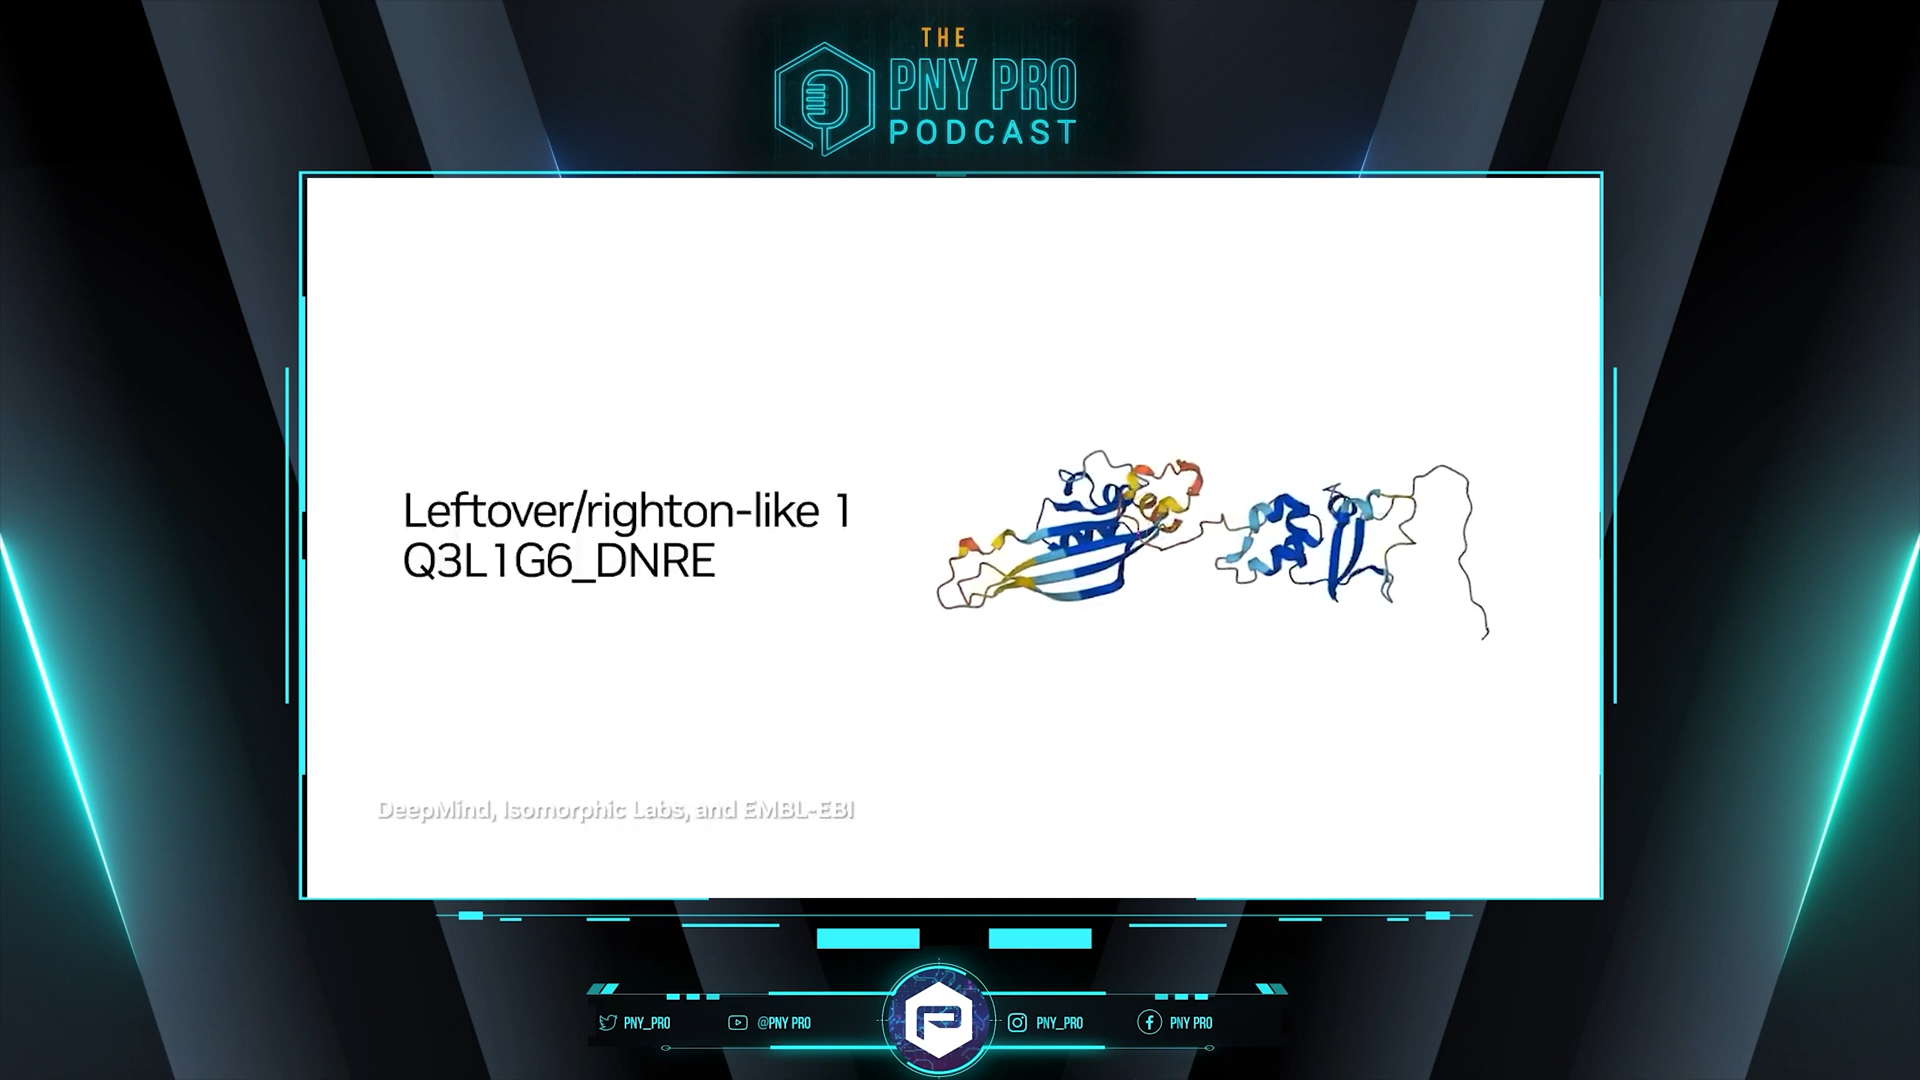 THE
PNY PRO
PODCAST
Leftover/righton-like 1
Q3L1G6_DNRE
DeepMind, Isomorphic Labs, and EMBL-EBI
PNY_PRO
@PNY PRO
PNY_PRO
PNY PRO